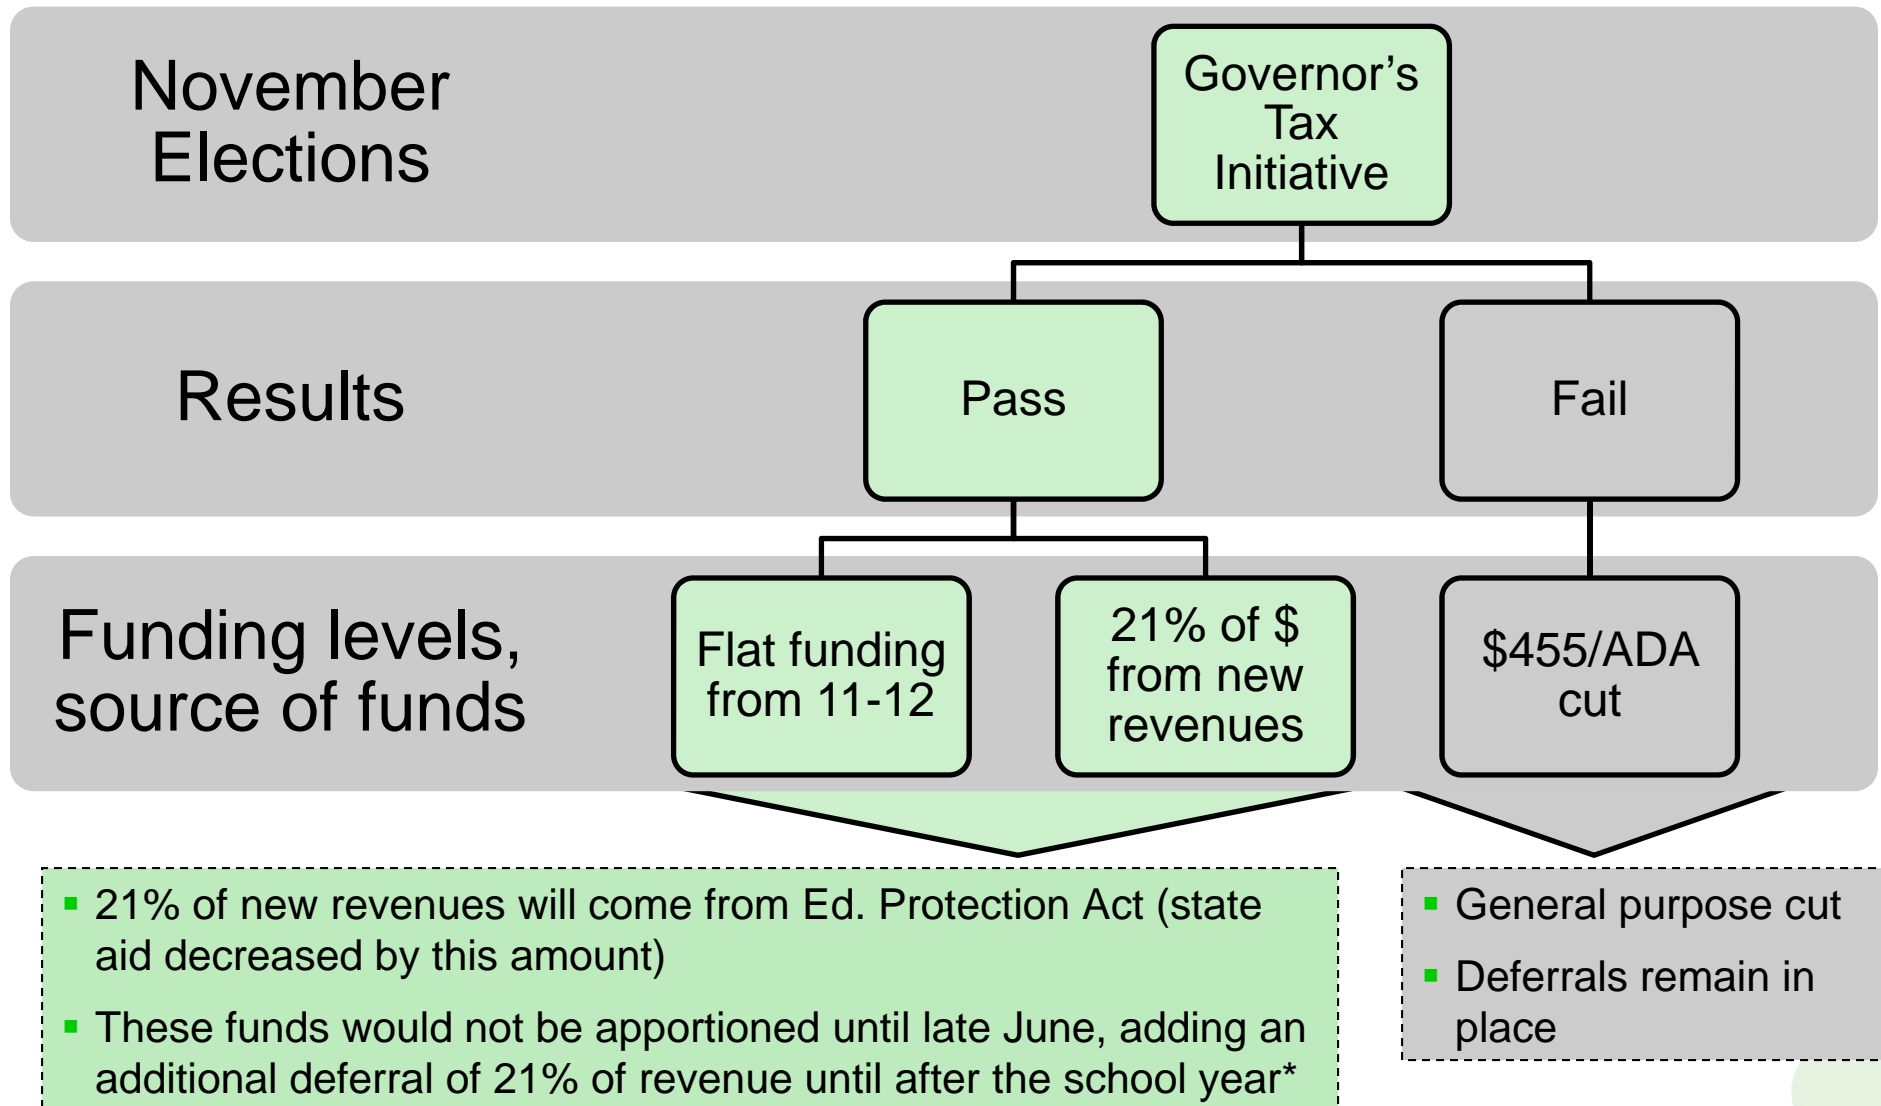 November
Elections
Governor's
Tax
Initiative
Results
Pass
Fail
Funding levels,
source of funds
Flat funding
from 11-12
21% of $
from new
revenues
$455/ADA
cut
▪ 21% of new revenues will come from Ed. Protection Act (state
aid decreased by this amount)
▪ These funds would not be apportioned until late June, adding an
additional deferral of 21% of revenue until after the school year*
▪ General purpose cut
▪ Deferrals remain in
place